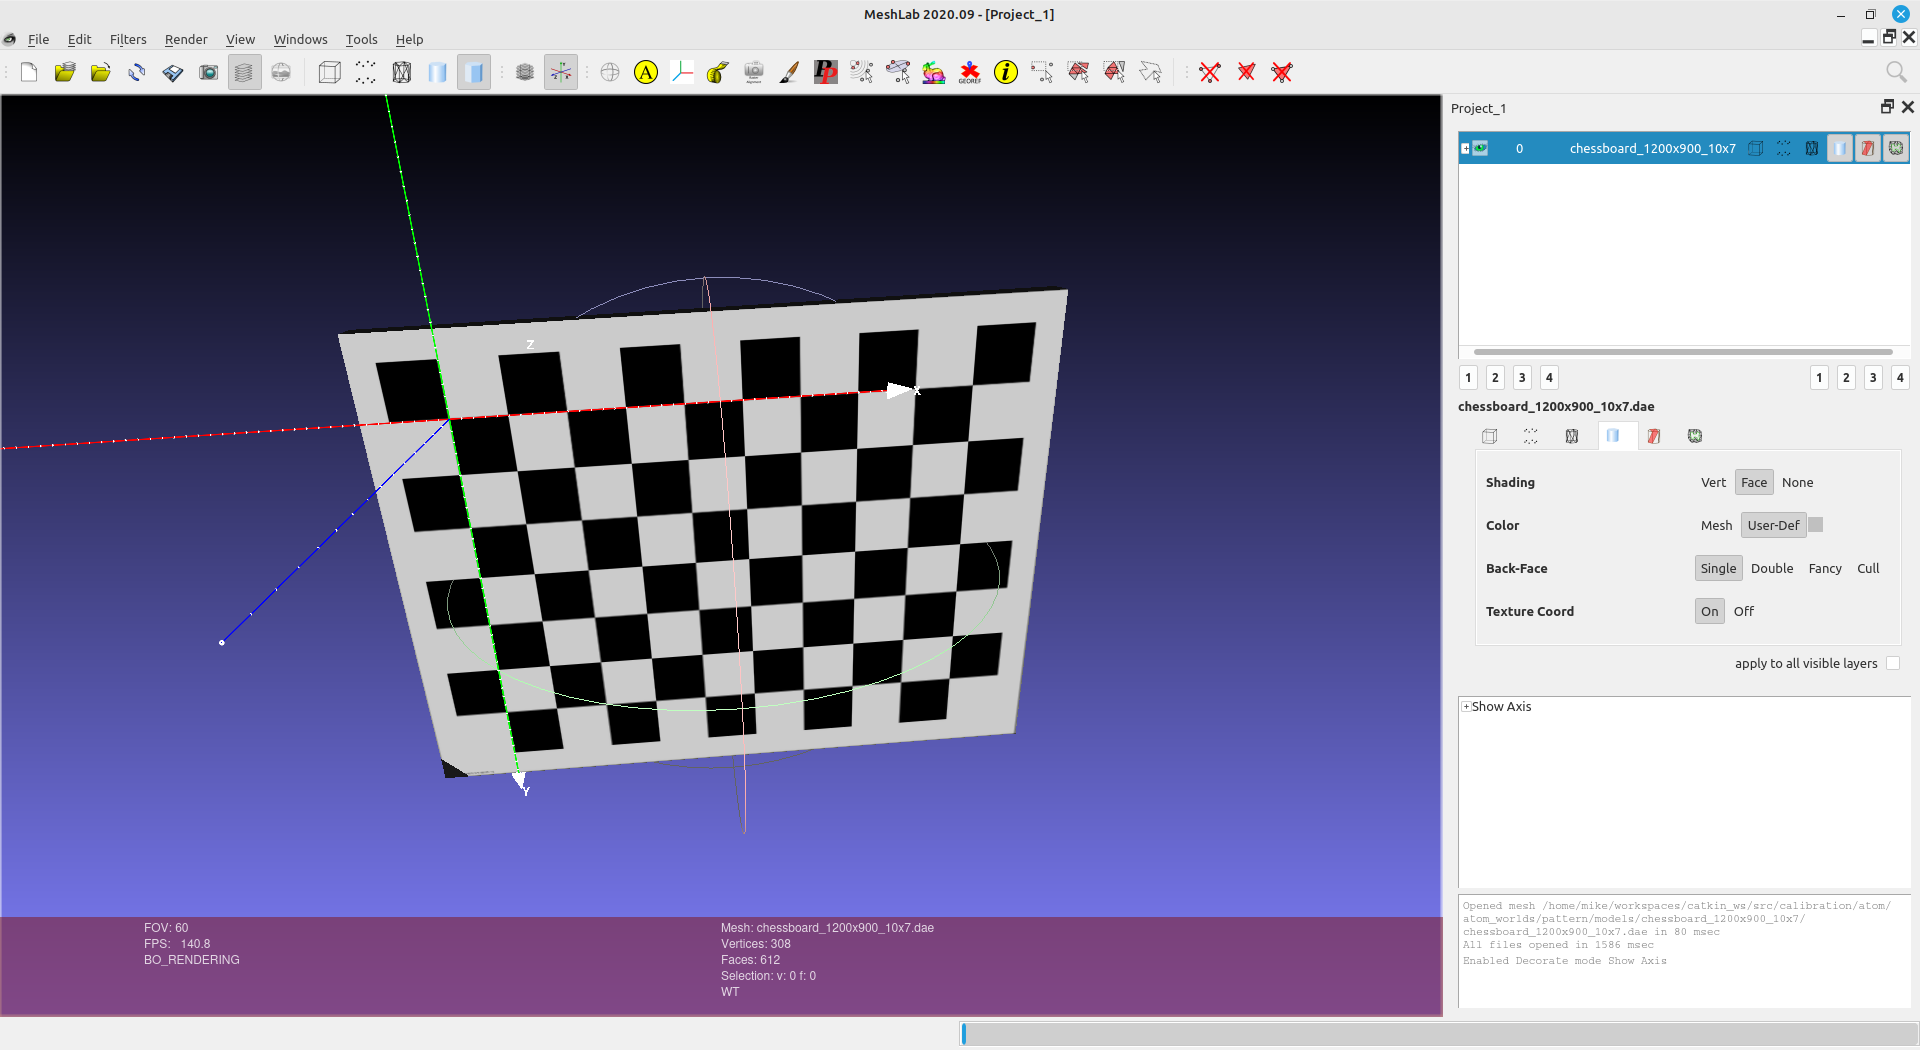 MeshLab 2020.09 - [Project_1]
File Edit Filters Render View Windows Tools Help
A
PP
GEOREF
i
Project_1
0 chessboard_1200x900_10x7
1 2 3 4 1 2 3 4
chessboard_1200x900_10x7.dae
Shading Vert Face None
Color Mesh User-Def
Back-Face Single Double Fancy Cull
Texture Coord On Off
apply to all visible layers
Show Axis
Opened mesh /home/mike/workspaces/catkin_ws/src/calibration/atom/
atom_worlds/pattern/models/chessboard_1200x900_10x7/
chessboard_1200x900_10x7.dae in 80 msec
All files opened in 1586 msec
Enabled Decorate mode Show Axis
Z
X
Y
FOV: 60
FPS: 140.8
BO_RENDERING
Mesh: chessboard_1200x900_10x7.dae
Vertices: 308
Faces: 612
Selection: v: 0 f: 0
WT